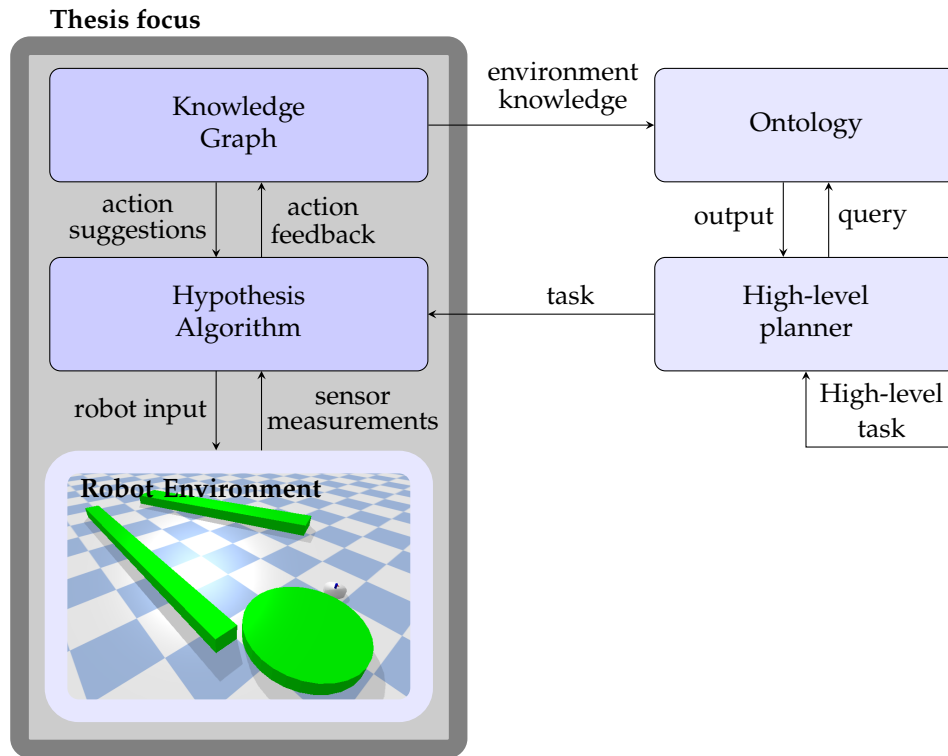 Thesis focus
Knowledge
Graph
environment
knowledge
Ontology
action
suggestions
action
feedback
output
query
Hypothesis
Algorithm
task
High-level
planner
robot input
sensor
measurements
High-level
task
Robot Environment